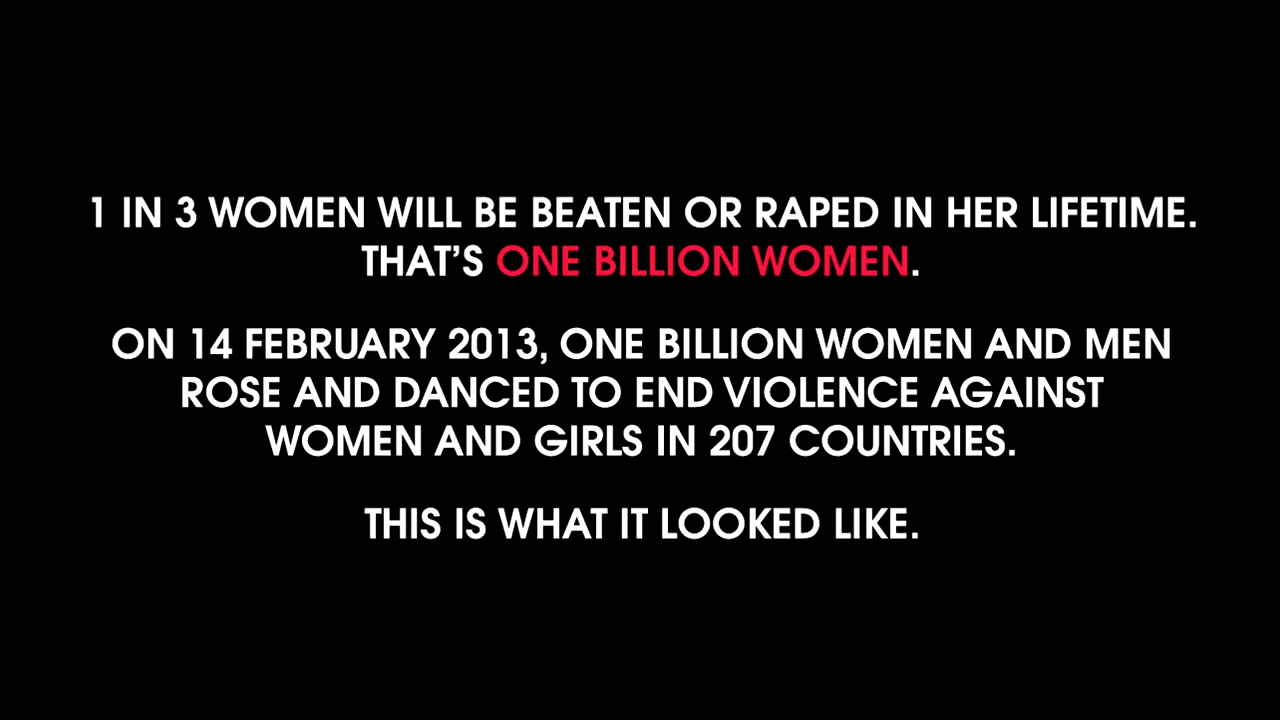 1 IN 3 WOMEN WILL BE BEATEN OR RAPED IN HER LIFETIME.
THAT’S ONE BILLION WOMEN.
ON 14 FEBRUARY 2013, ONE BILLION WOMEN AND MEN
ROSE AND DANCED TO END VIOLENCE AGAINST
WOMEN AND GIRLS IN 207 COUNTRIES.
THIS IS WHAT IT LOOKED LIKE.